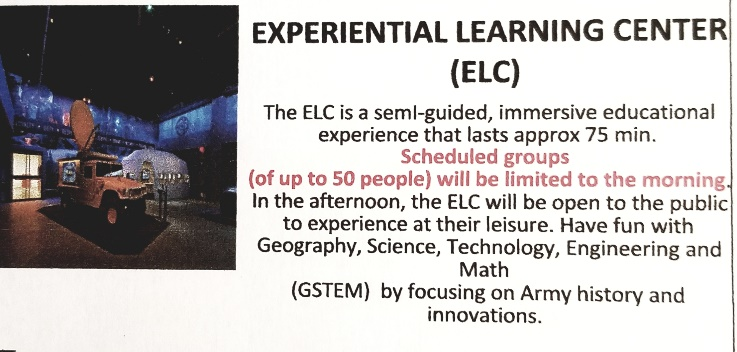 EXPERIENTIAL LEARNING CENTER
(ELC)
The ELC is a semI-guided, immersive educational
experience that lasts approx 75 min.
Scheduled groups
(of up to 50 people) will be limited to the morning.
In the afternoon, the ELC will be open to the public
to experience at their leisure. Have fun with
Geography, Science, Technology, Engineering and
Math
(GSTEM) by focusing on Army history and
innovations.